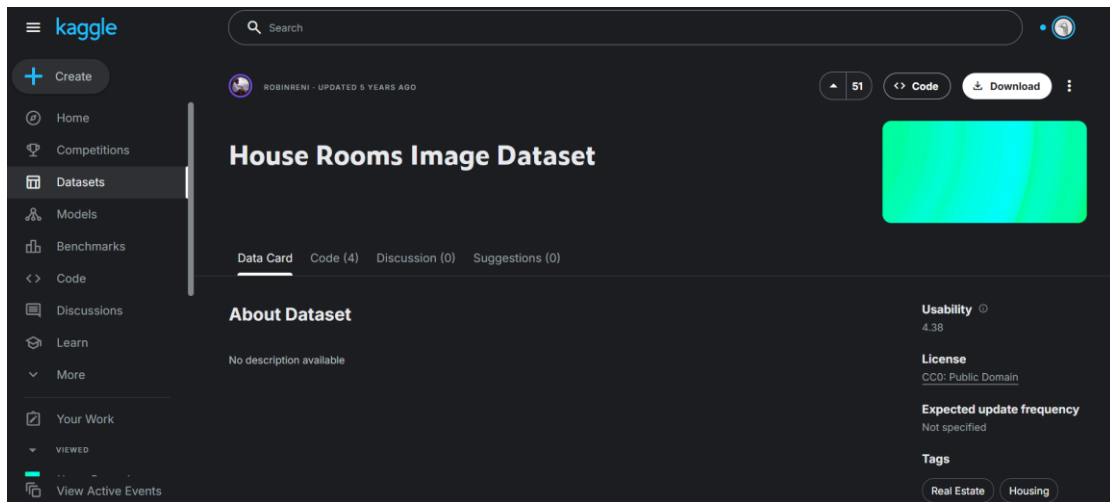 kaggle
Search
Create
ROBINRENI · UPDATED 5 YEARS AGO
51
<> Code
Download
Home
Competitions
House Rooms Image Dataset
Datasets
Models
Benchmarks
Data Card
Code (4)
Discussion (0)
Suggestions (0)
Code
Discussions
About Dataset
Usability
4.38
Learn
No description available
License
CC0: Public Domain
More
Expected update frequency
Not specified
Your Work
VIEWED
Tags
View Active Events
Real Estate
Housing